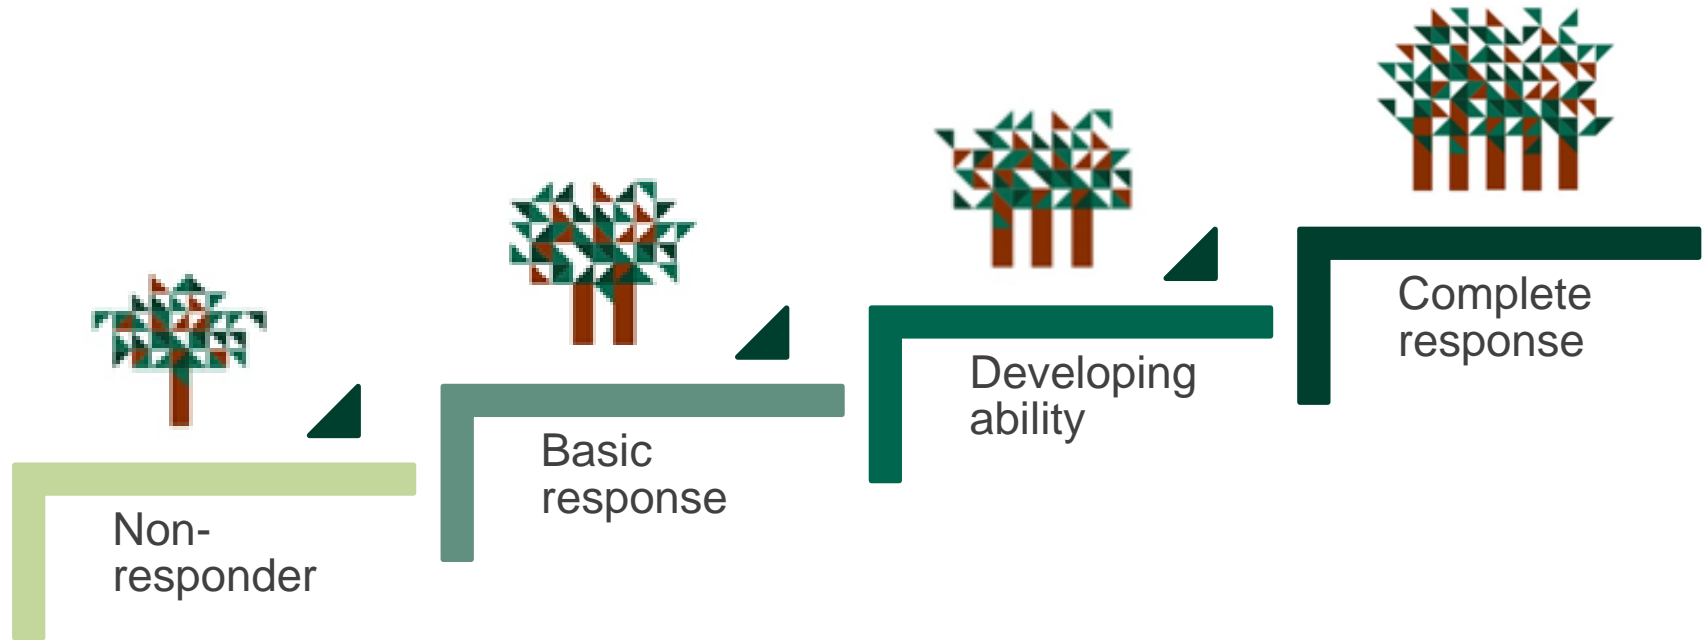 Non-
responder
Basic
response
Developing
ability
Complete
response